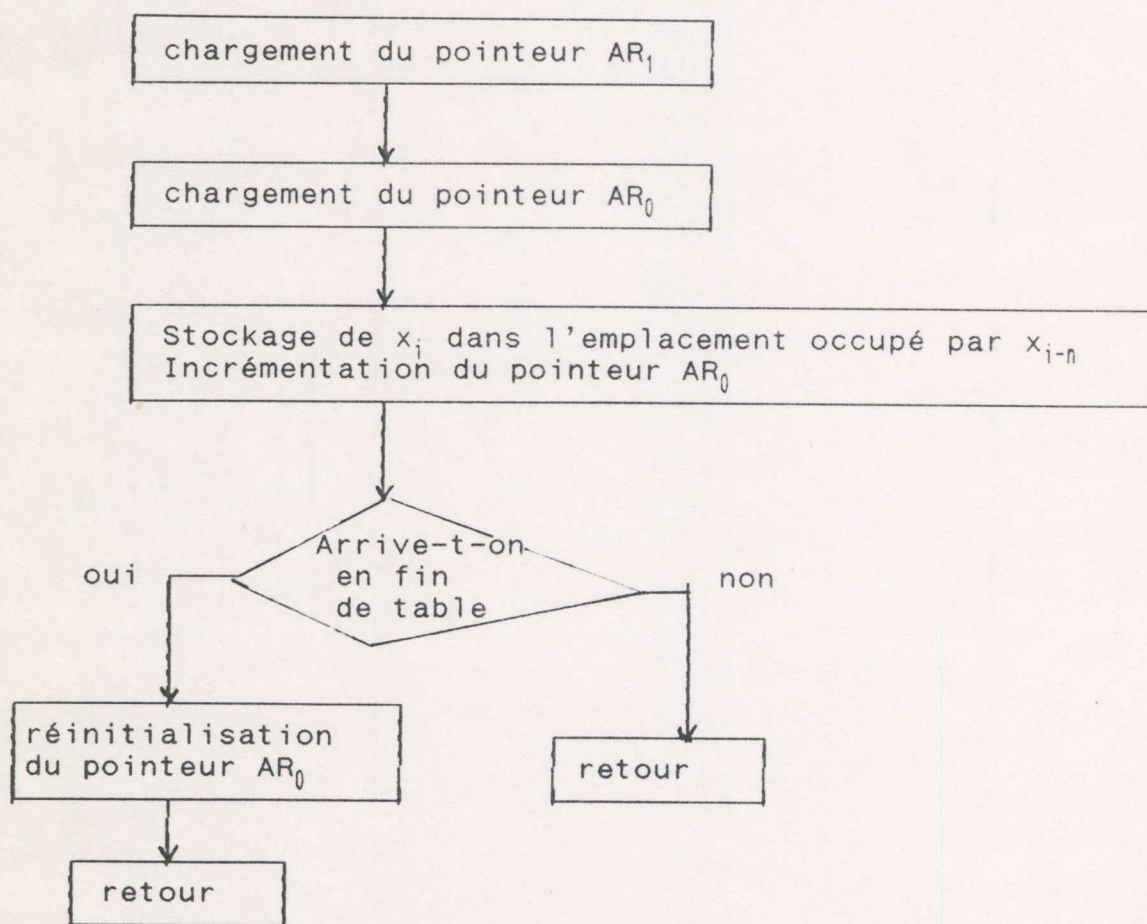 chargement du pointeur AR₁
chargement du pointeur AR₀
Stockage de xᵢ dans l'emplacement occupé par xᵢ₋ₙ
Incrémentation du pointeur AR₀
Arrive-t-on
en fin
de table
oui
non
réinitialisation
du pointeur AR₀
retour
retour